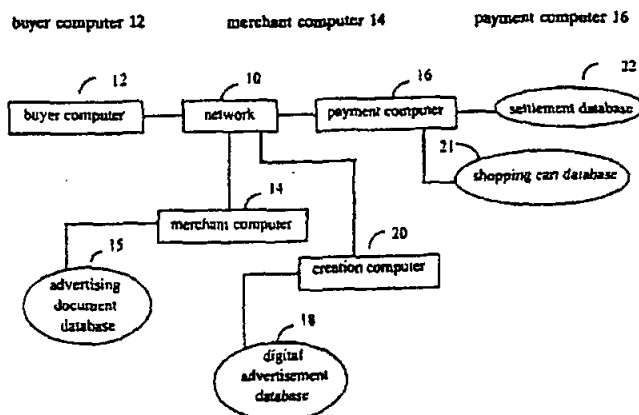 buyer computer 12 merchant computer 14 payment computer 16
12 10 16 22
buyer computer network payment computer settlement database
21
shopping cart database
14
merchant computer
15 20
advertising document database creation computer
18
digital advertisement database